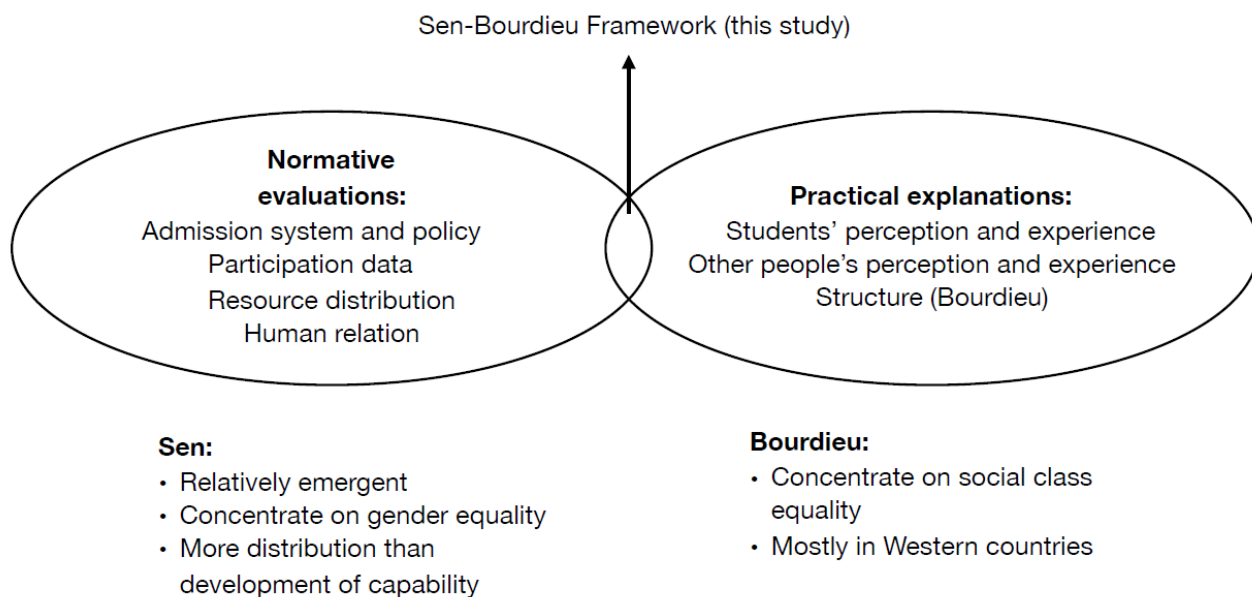 Sen-Bourdieu Framework (this study)
Normative
evaluations:
Admission system and policy
Participation data
Resource distribution
Human relation
Practical explanations:
Students’ perception and experience
Other people’s perception and experience
Structure (Bourdieu)
Sen:
• Relatively emergent
• Concentrate on gender equality
• More distribution than
development of capability
Bourdieu:
• Concentrate on social class
equality
• Mostly in Western countries